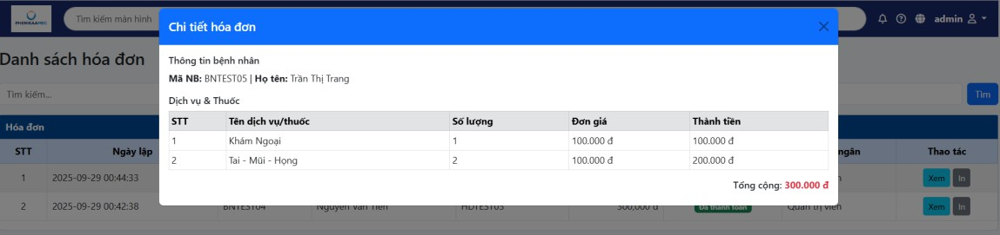 PHENIKAAMEC
Tìm kiếm màn hình
admin
Danh sách hóa đơn
Tìm kiếm...
Tìm
Hóa đơn
STT Ngày lập ngân Thao tác
1 2025-09-29 00:44:33 Xem In
2 2025-09-29 00:42:38 BNTEST04 Nguyễn Văn Tiến HDTEST03 300,000 đ Đã thanh toán Quản trị viên Xem In
Chi tiết hóa đơn
Thông tin bệnh nhân
Mã NB: BNTEST05 | Họ tên: Trần Thị Trang
Dịch vụ & Thuốc
STT Tên dịch vụ/thuốc Số lượng Đơn giá Thành tiền
1 Khám Ngoại 1 100.000 đ 100.000 đ
2 Tai - Mũi - Họng 2 100.000 đ 200.000 đ
Tổng cộng: 300.000 đ